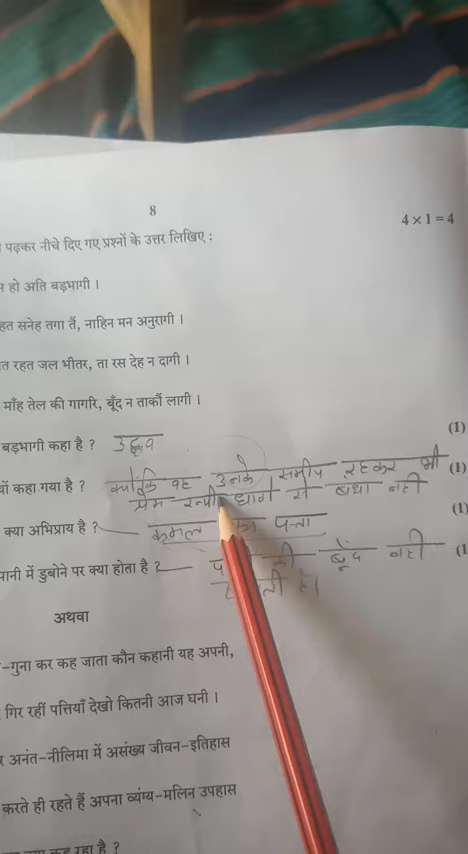 8
4 × 1 = 4
पढ़कर नीचे दिए गए प्रश्नों के उत्तर लिखिए :
हो अति बड़भागी ।
हत सनेह तगा तैं, नाहिन मन अनुरागी ।
त रहत जल भीतर, ता रस देह न दागी ।
माँह तेल की गागरि, बूँद न ताकौं लागी ।
बड़भागी कहा है ? उद्धव (1)
यों कहा गया है ? क्योंकि वह उनके समीप रहकर भी (1)
प्रेम रूपी धागे से बंधा नहीं
क्या अभिप्राय है ? कमल का पत्ता (1)
पानी में डुबोने पर क्या होता है ? की बूंद नही (1
है।
अथवा
-गुना कर कह जाता कौन कहानी यह अपनी,
गिर रहीं पत्तियाँ देखो कितनी आज घनी ।
अनंत-नीलिमा में असंख्य जीवन-इतिहास
करते ही रहते हैं अपना व्यंग्य-मलिन उपहास
कह रहा है ?